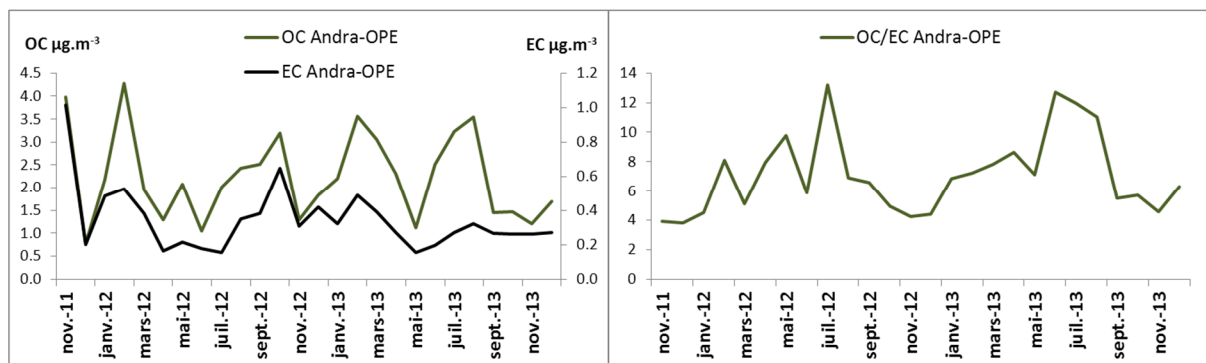 OC µg.m-3
OC Andra-OPE
EC Andra-OPE
EC µg.m-3
4.5
4.0
3.5
3.0
2.5
2.0
1.5
1.0
0.5
0.0
1.2
1.0
0.8
0.6
0.4
0.2
0.0
nov.-11
janv.-12
mars-12
mai-12
juil.-12
sept.-12
nov.-12
janv.-13
mars-13
mai-13
juil.-13
sept.-13
nov.-13
OC/EC Andra-OPE
14
12
10
8
6
4
2
0
nov.-11
janv.-12
mars-12
mai-12
juil.-12
sept.-12
nov.-12
janv.-13
mars-13
mai-13
juil.-13
sept.-13
nov.-13